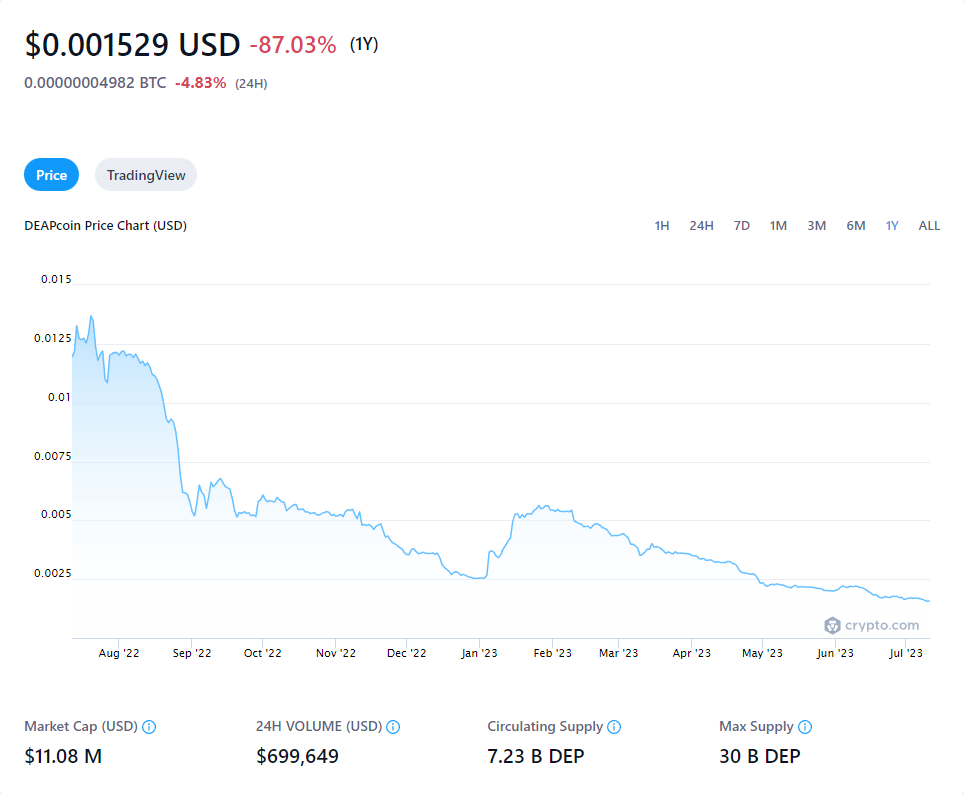 $0.001529 USD -87.03% (1Y)
0.00000004982 BTC -4.83% (24H)
Price TradingView
DEAPcoin Price Chart (USD) 1H 24H 7D 1M 3M 6M 1Y ALL
0.015
0.0125
0.01
0.0075
0.005
0.0025
crypto.com
Aug '22 Sep '22 Oct '22 Nov '22 Dec '22 Jan '23 Feb '23 Mar '23 Apr '23 May '23 Jun '23 Jul '23
Market Cap (USD) 24H VOLUME (USD) Circulating Supply Max Supply
$11.08 M $699,649 7.23 B DEP 30 B DEP